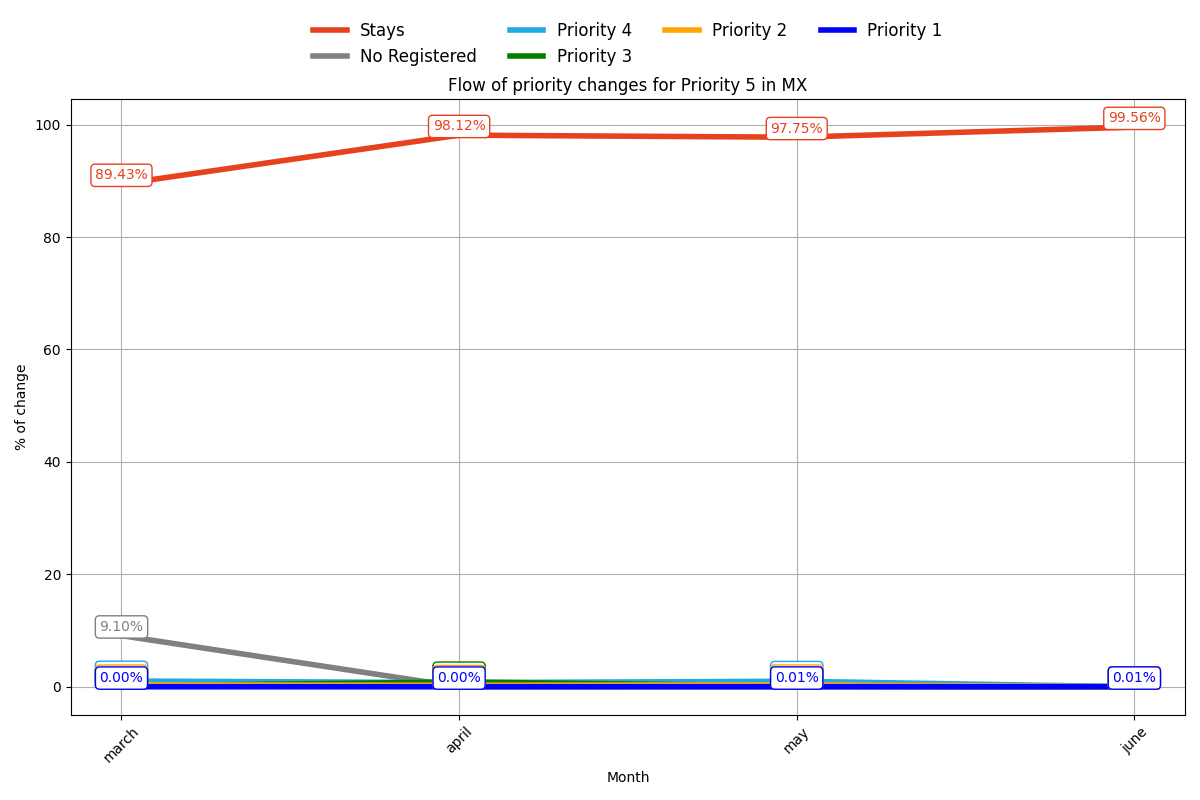 Stays
No Registered
Priority 4
Priority 3
Priority 2
Priority 1
Flow of priority changes for Priority 5 in MX
% of change
100
80
60
40
20
0
89.43%
98.12%
97.75%
99.56%
9.10%
0.00%
0.00%
0.01%
0.01%
march
april
may
june
Month